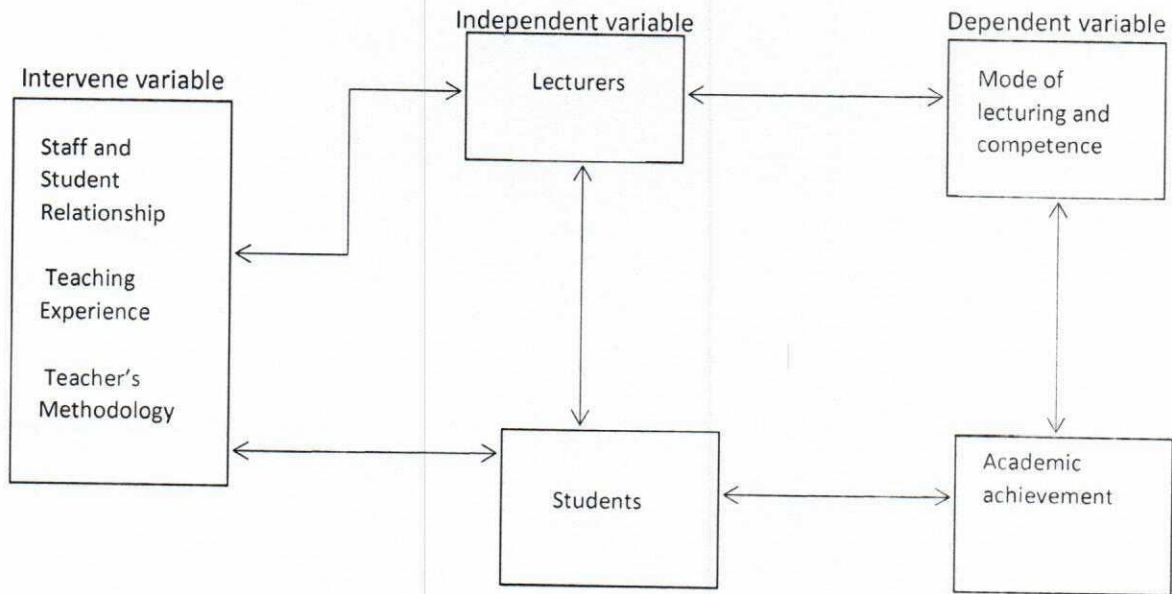 Intervene variable
Staff and
Student
Relationship
Teaching
Experience
Teacher's
Methodology
Independent variable
Lecturers
Students
Dependent variable
Mode of
lecturing and
competence
Academic
achievement